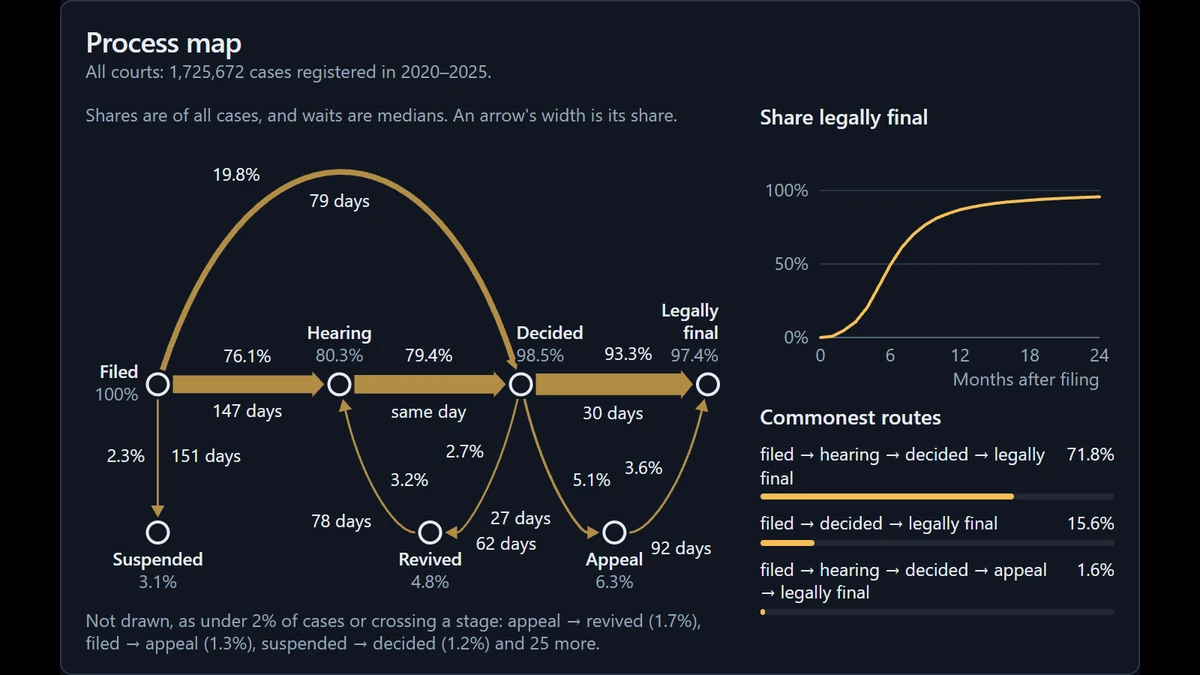 Process map
All courts: 1,725,672 cases registered in 2020–2025.
Shares are of all cases, and waits are medians. An arrow's width is its share.
19.8%
79 days
Filed
100%
76.1%
147 days
Hearing
80.3%
79.4%
same day
Decided
98.5%
93.3%
30 days
Legally
final
97.4%
2.3%
151 days
Suspended
3.1%
3.2%
78 days
2.7%
62 days
Revived
4.8%
5.1%
27 days
3.6%
92 days
Appeal
6.3%
Not drawn, as under 2% of cases or crossing a stage: appeal → revived (1.7%),
filed → appeal (1.3%), suspended → decided (1.2%) and 25 more.
Share legally final
100%
50%
0%
0 6 12 18 24
Months after filing
Commonest routes
filed → hearing → decided → legally 71.8%
final
filed → decided → legally final 15.6%
filed → hearing → decided → appeal 1.6%
→ legally final